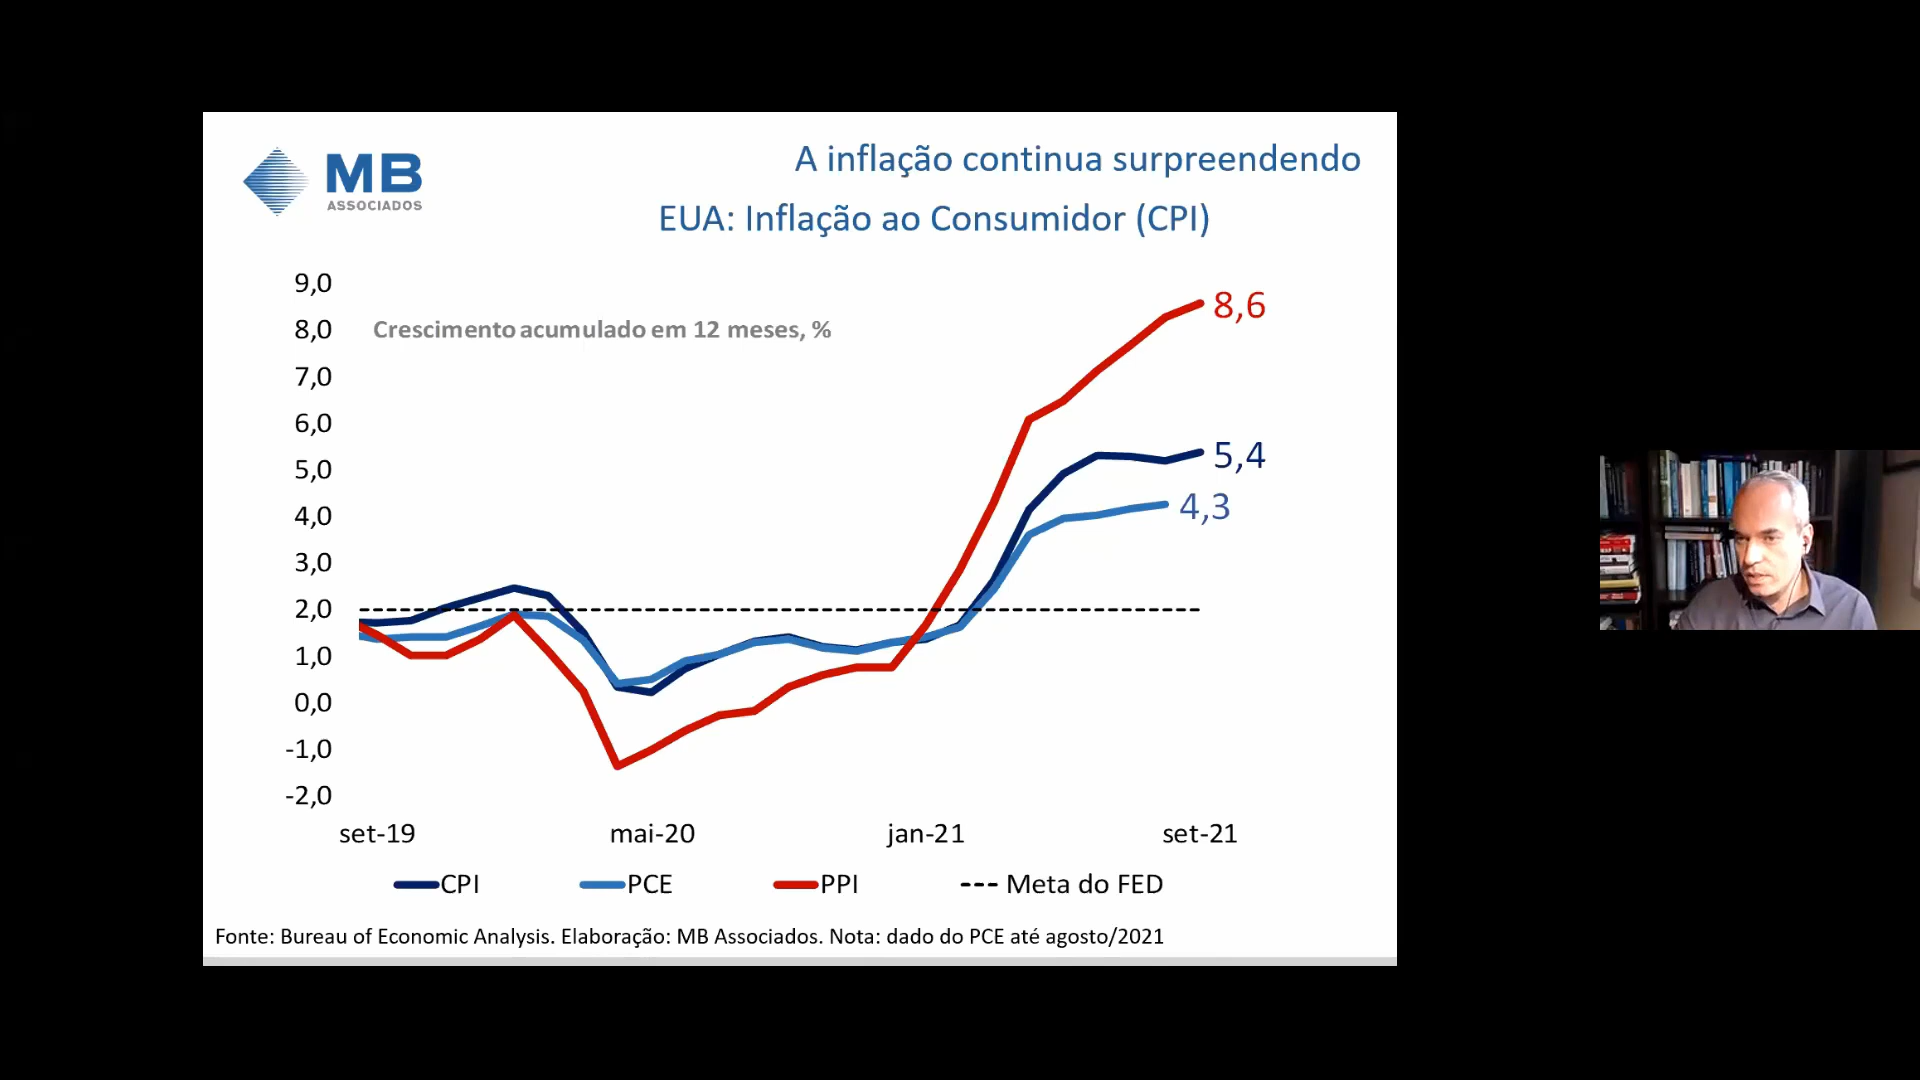 MB
ASSOCIADOS
A inflação continua surpreendendo
EUA: Inflação ao Consumidor (CPI)
9,0
8,0
7,0
6,0
5,0
4,0
3,0
2,0
1,0
0,0
-1,0
-2,0
Crescimento acumulado em 12 meses, %
8,6
5,4
4,3
set-19 mai-20 jan-21 set-21
CPI PCE PPI Meta do FED
Fonte: Bureau of Economic Analysis. Elaboração: MB Associados. Nota: dado do PCE até agosto/2021